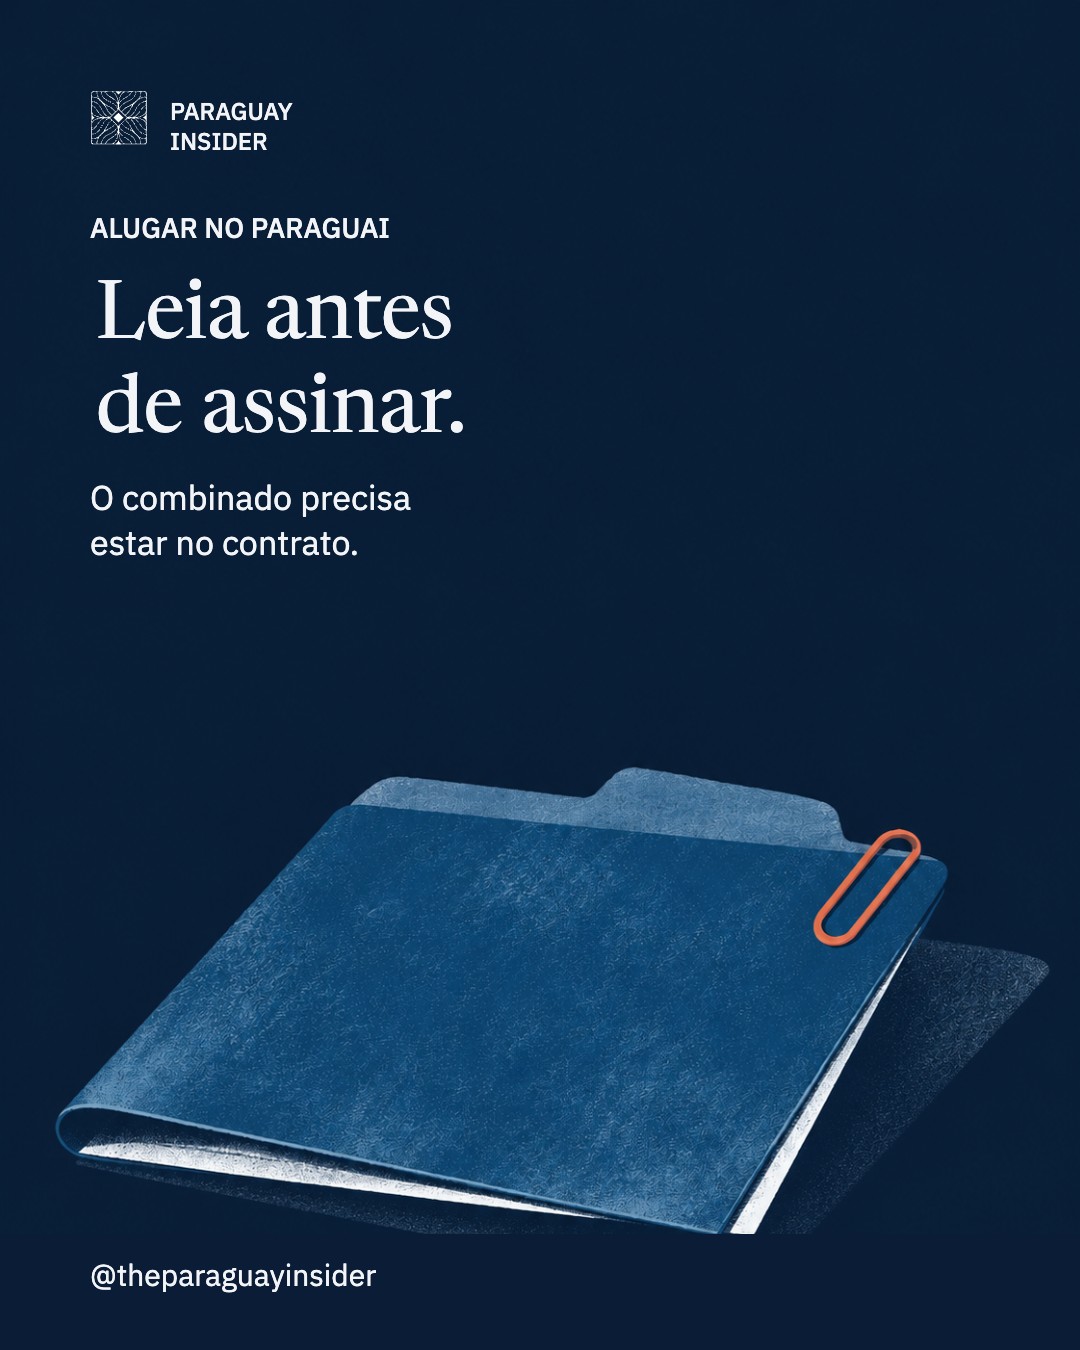 PARAGUAY
INSIDER
ALUGAR NO PARAGUAI
Leia antes
de assinar.
O combinado precisa
estar no contrato.
@theparaguayinsider